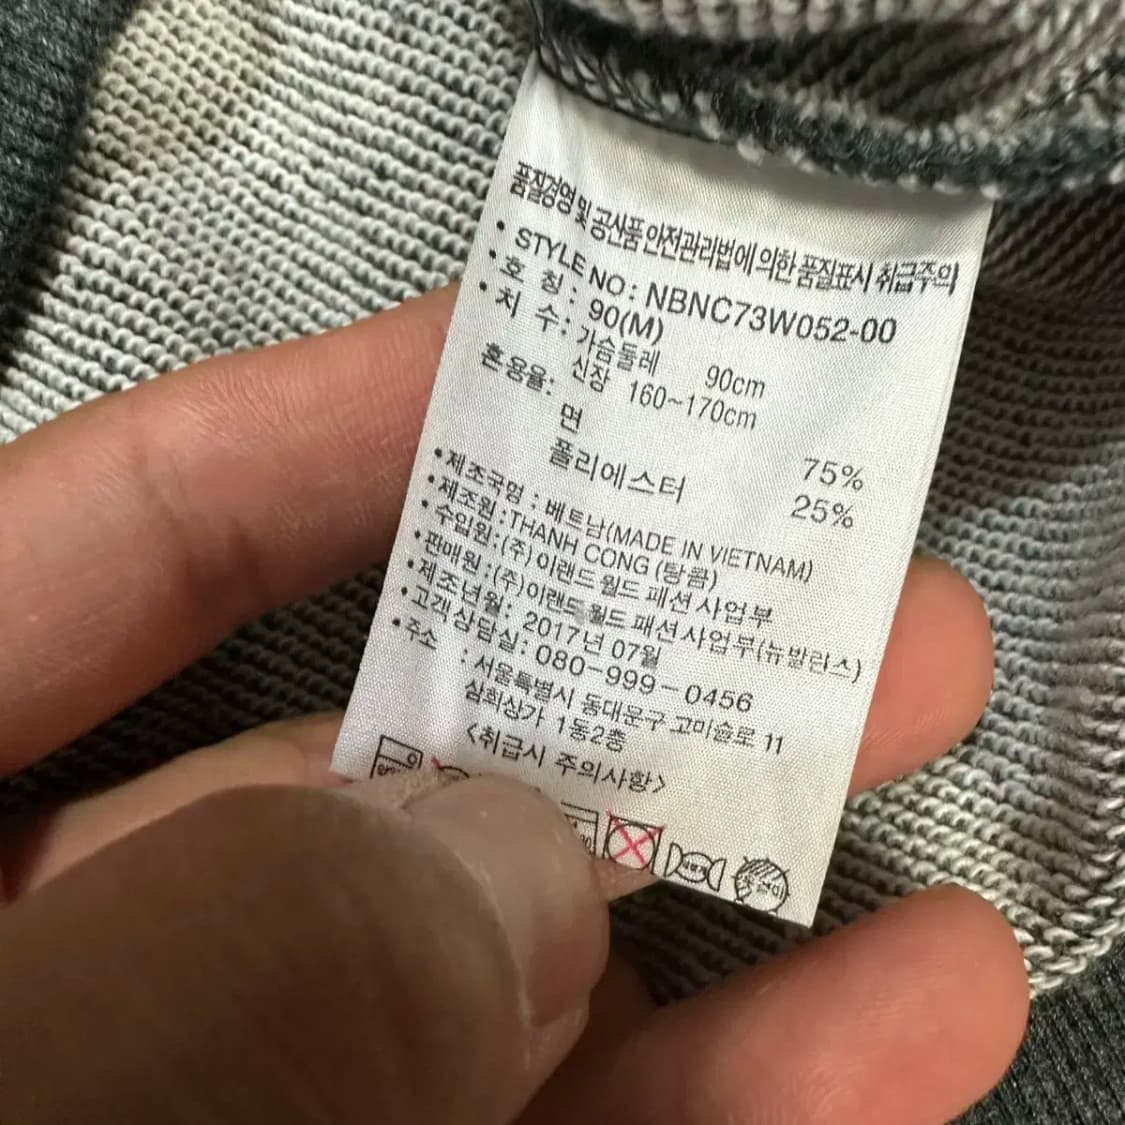 품질경영 및 공산품 안전관리법에 의한 품질표시 취급주의
• STYLE NO : NBNC73W052-00
• 호 칭 : 90(M)
• 치 수 : 가슴둘레 90cm
신장 160~170cm
혼용율:
면 75%
폴리에스터 25%
• 제조국명 : 베트남(MADE IN VIETNAM)
• 제조원 : THANH CONG (탕콤)
• 수입원 : (주)이랜드 월드 패션 사업부
• 판매원 : (주)이랜드 월드 패션 사업부(뉴발란스)
• 제조년월 : 2017년 07월
• 고객상담실 : 080-999-0456
• 주소 : 서울특별시 동대문구 고미술로 11
삼희상가 1동2층
<취급시 주의사항>